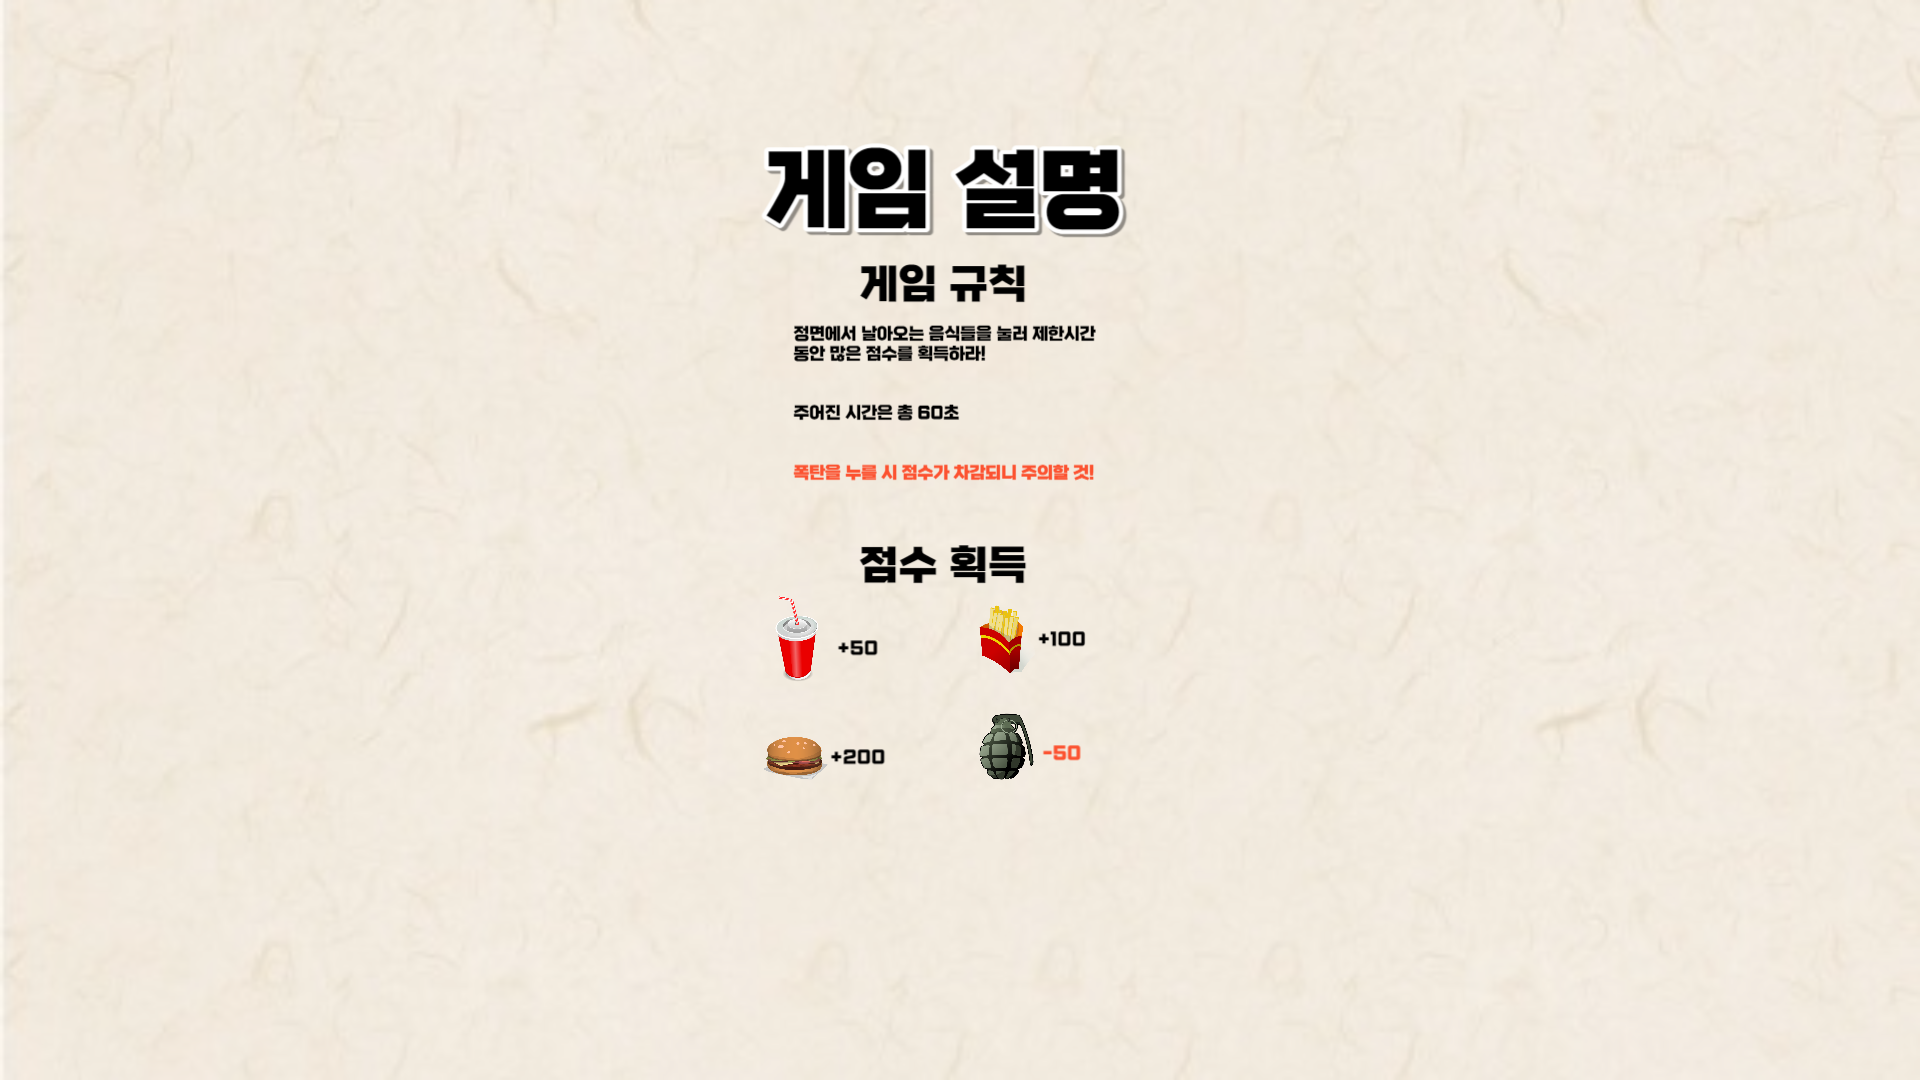 게임 설명
게임 규칙
정면에서 날아오는 음식들을 눌러 제한시간
동안 많은 점수를 획득하라!
주어진 시간은 총 60초
폭탄을 누를 시 점수가 차감되니 주의할 것!
점수 획득
+50
+100
+200
-50